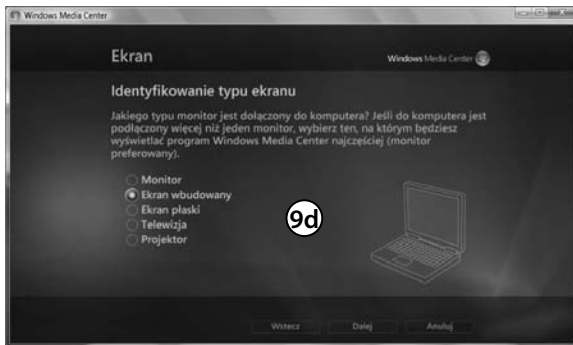 Windows Media Center
Ekran
Windows Media Center
Identyfikowanie typu ekranu
Jakiego typu monitor jest dołączony do komputera? Jeśli do komputera jest
podłączony więcej niż jeden monitor, wybierz ten, na którym będziesz
wyświetlać program Windows Media Center najczęściej (monitor
preferowany).
Monitor
Ekran wbudowany
Ekran płaski
Telewizja
Projektor
9d
Wstecz Dalej Anuluj